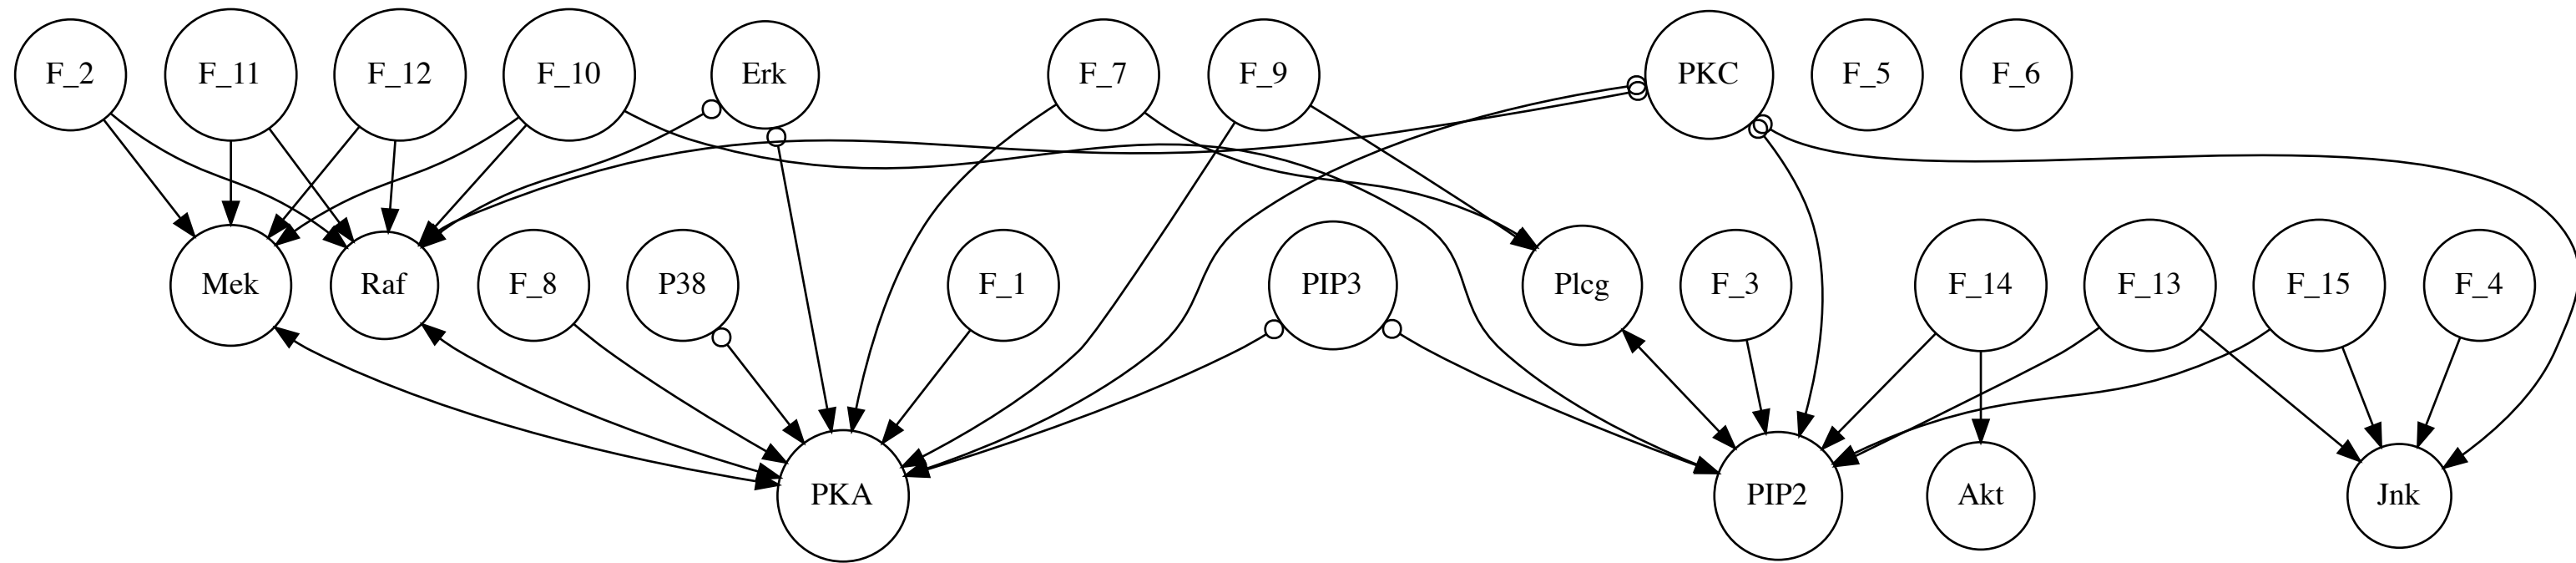 F_2 F_11 F_12 F_10 Erk F_7 F_9 PKC F_5 F_6
Mek Raf F_8 P38 F_1 PIP3 Plcg F_3 F_14 F_13 F_15 F_4
PKA PIP2 Akt Jnk